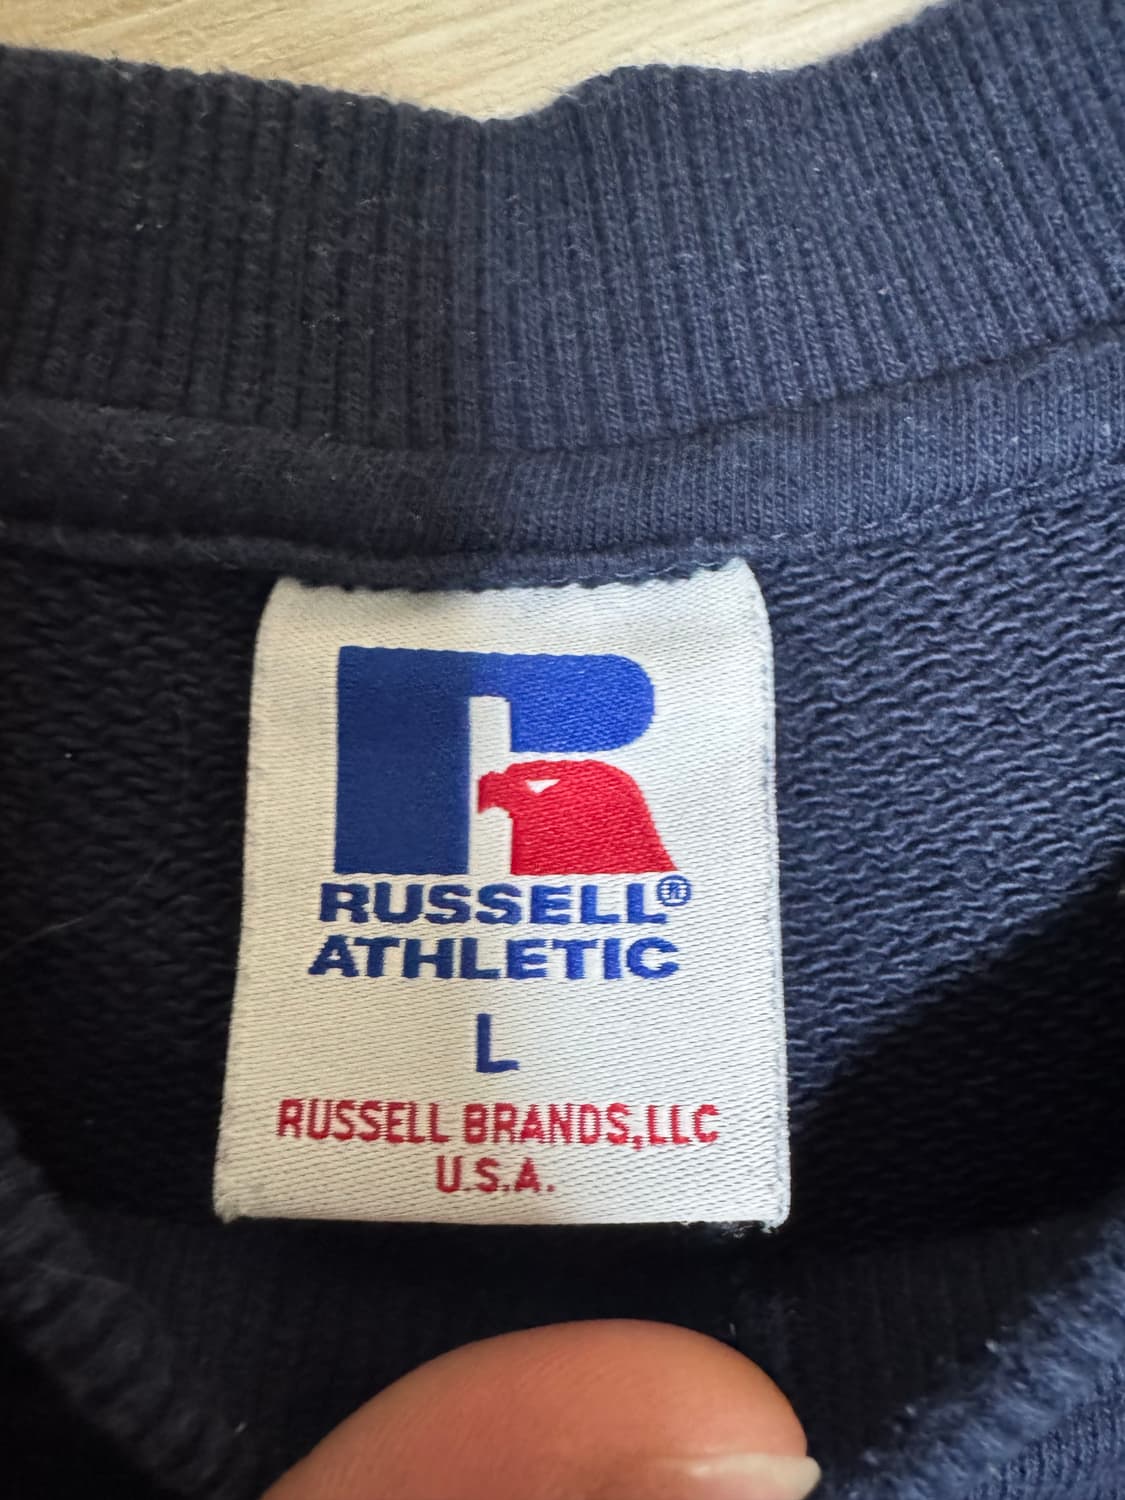 RUSSELL®
ATHLETIC
L
RUSSELL BRANDS,LLC
U.S.A.